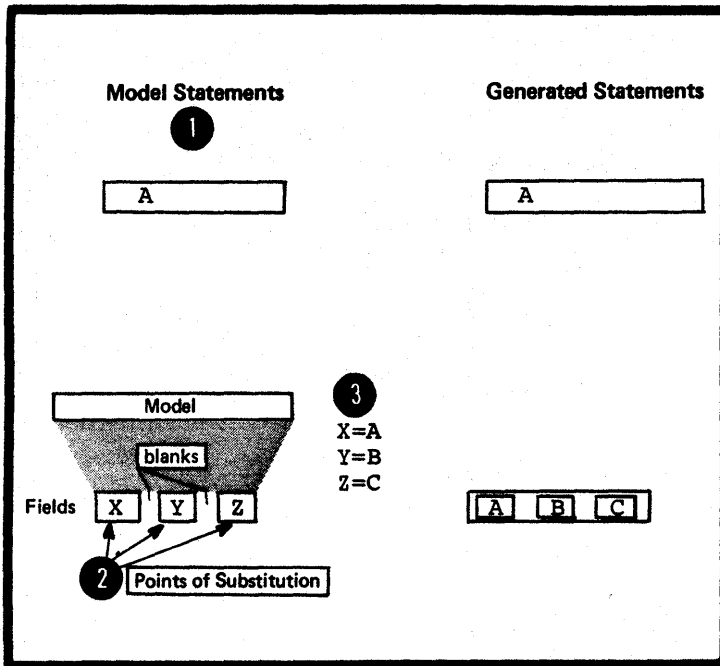 Model Statements
Generated Statements
1
A
A
Model
3
X=A
Y=B
Z=C
blanks
Fields X Y Z
A B C
2 Points of Substitution